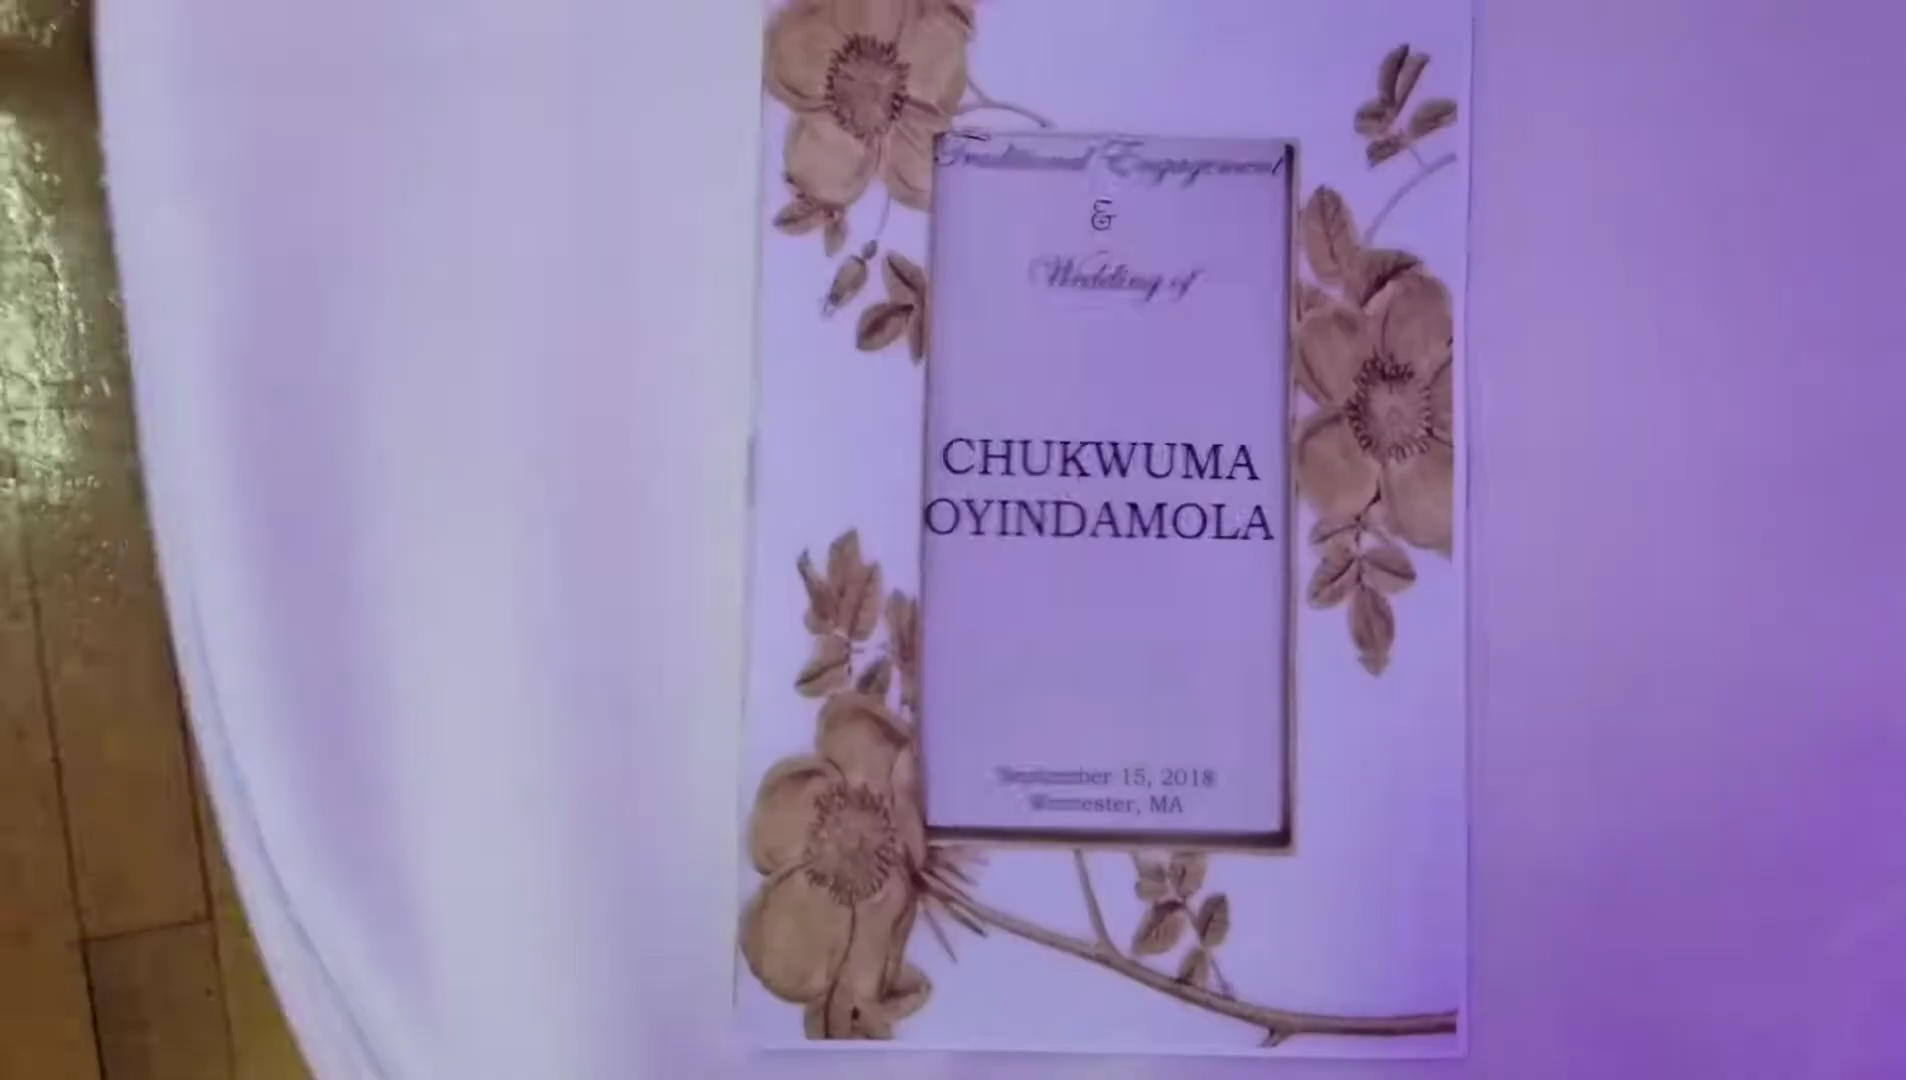 Traditional Engagement
&
Wedding of
CHUKWUMA
OYINDAMOLA
September 15, 2018
MA